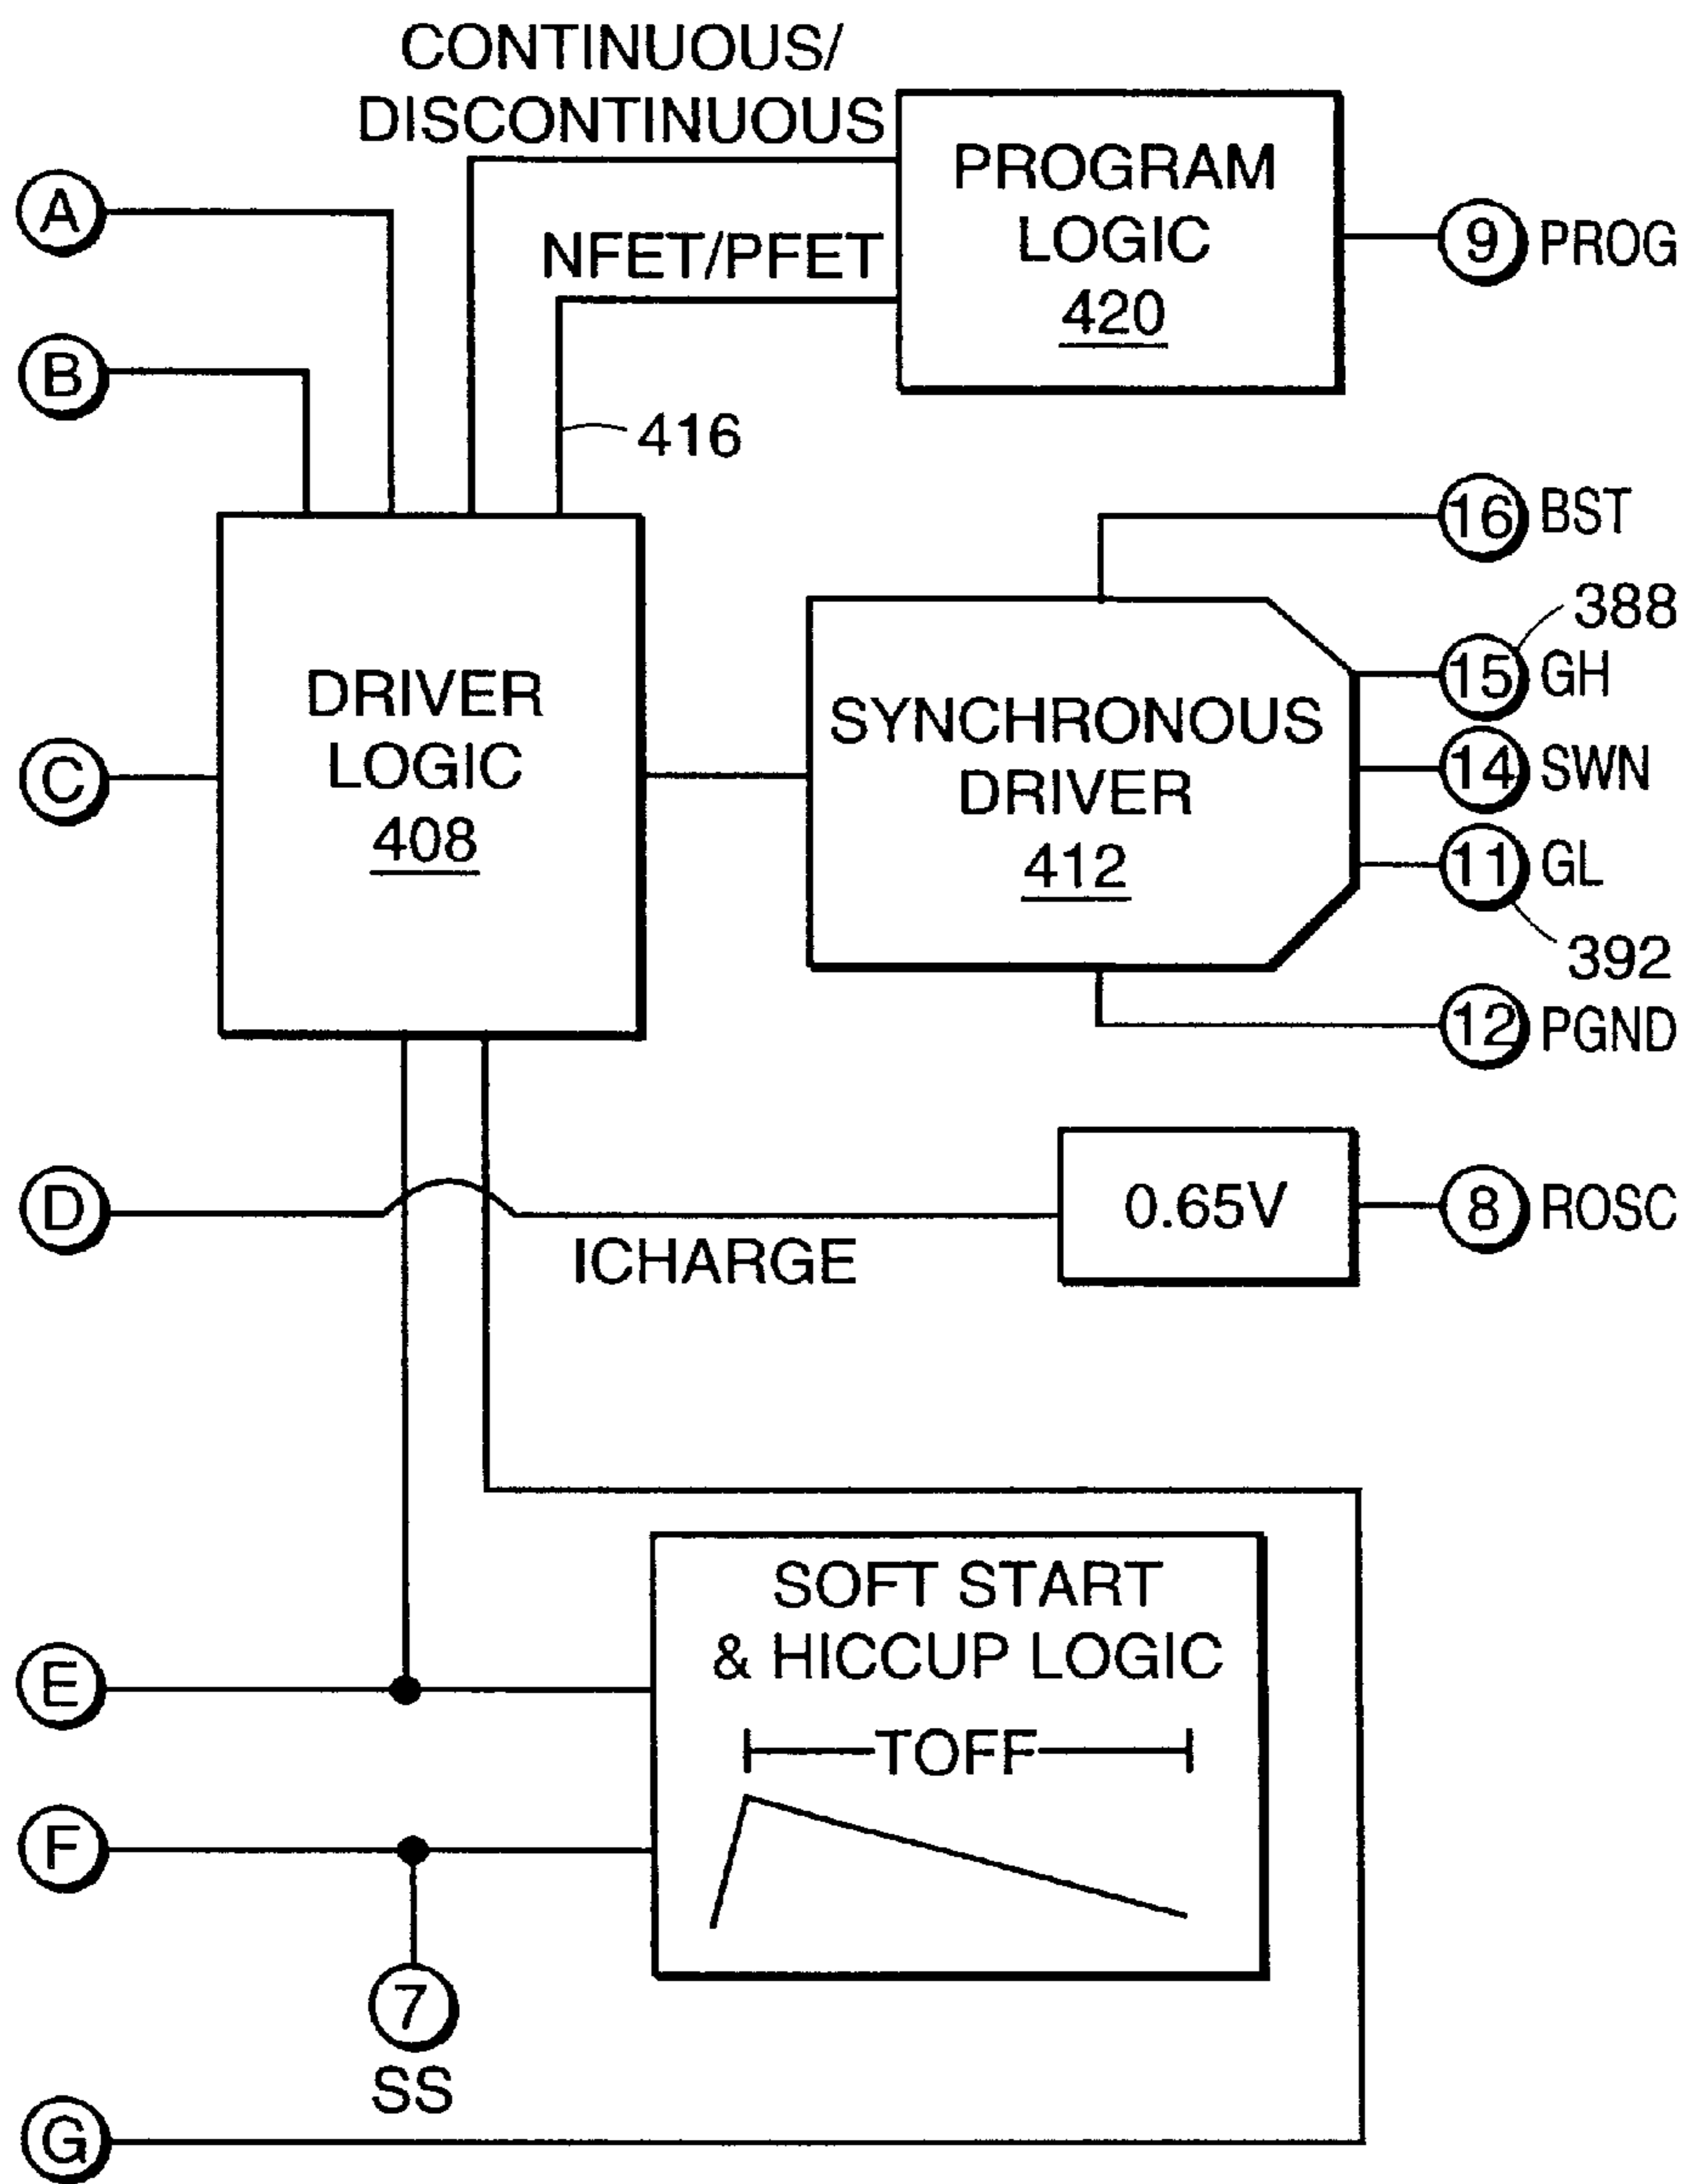 CONTINUOUS/
DISCONTINUOUS
PROGRAM
LOGIC
420
A
NFET/PFET
9 PROG
B
416
16 BST
388
15 GH
DRIVER
LOGIC
408
SYNCHRONOUS
DRIVER
412
C
14 SWN
11 GL
392
12 PGND
D
ICHARGE
0.65V
8 ROSC
SOFT START
& HICCUP LOGIC
E
TOFF
F
7
SS
G